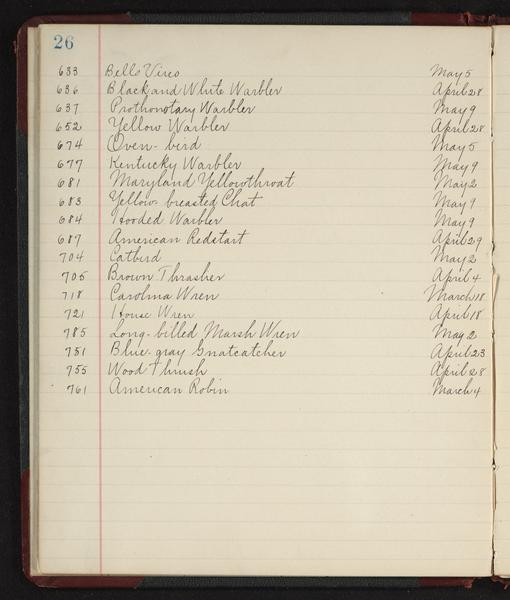 26
633 Bells Vireo May 5
636 Black and White Warbler April 28
637 Prothonotary Warbler May 9
652 Yellow Warbler April 28
674 Oven-bird May 5
677 Kentucky Warbler May 9
681 Maryland Yellowthroat May 2
683 Yellow-breasted Chat May 9
684 Hooded Warbler May 9
687 American Redstart April 29
704 Catbird May 2
705 Brown Thrasher April 4
718 Carolina Wren March 18
721 House Wren April 18
785 Long-billed Marsh Wren May 2
751 Blue-gray Gnatcatcher April 23
755 Wood Thrush April 28
761 American Robin March 4